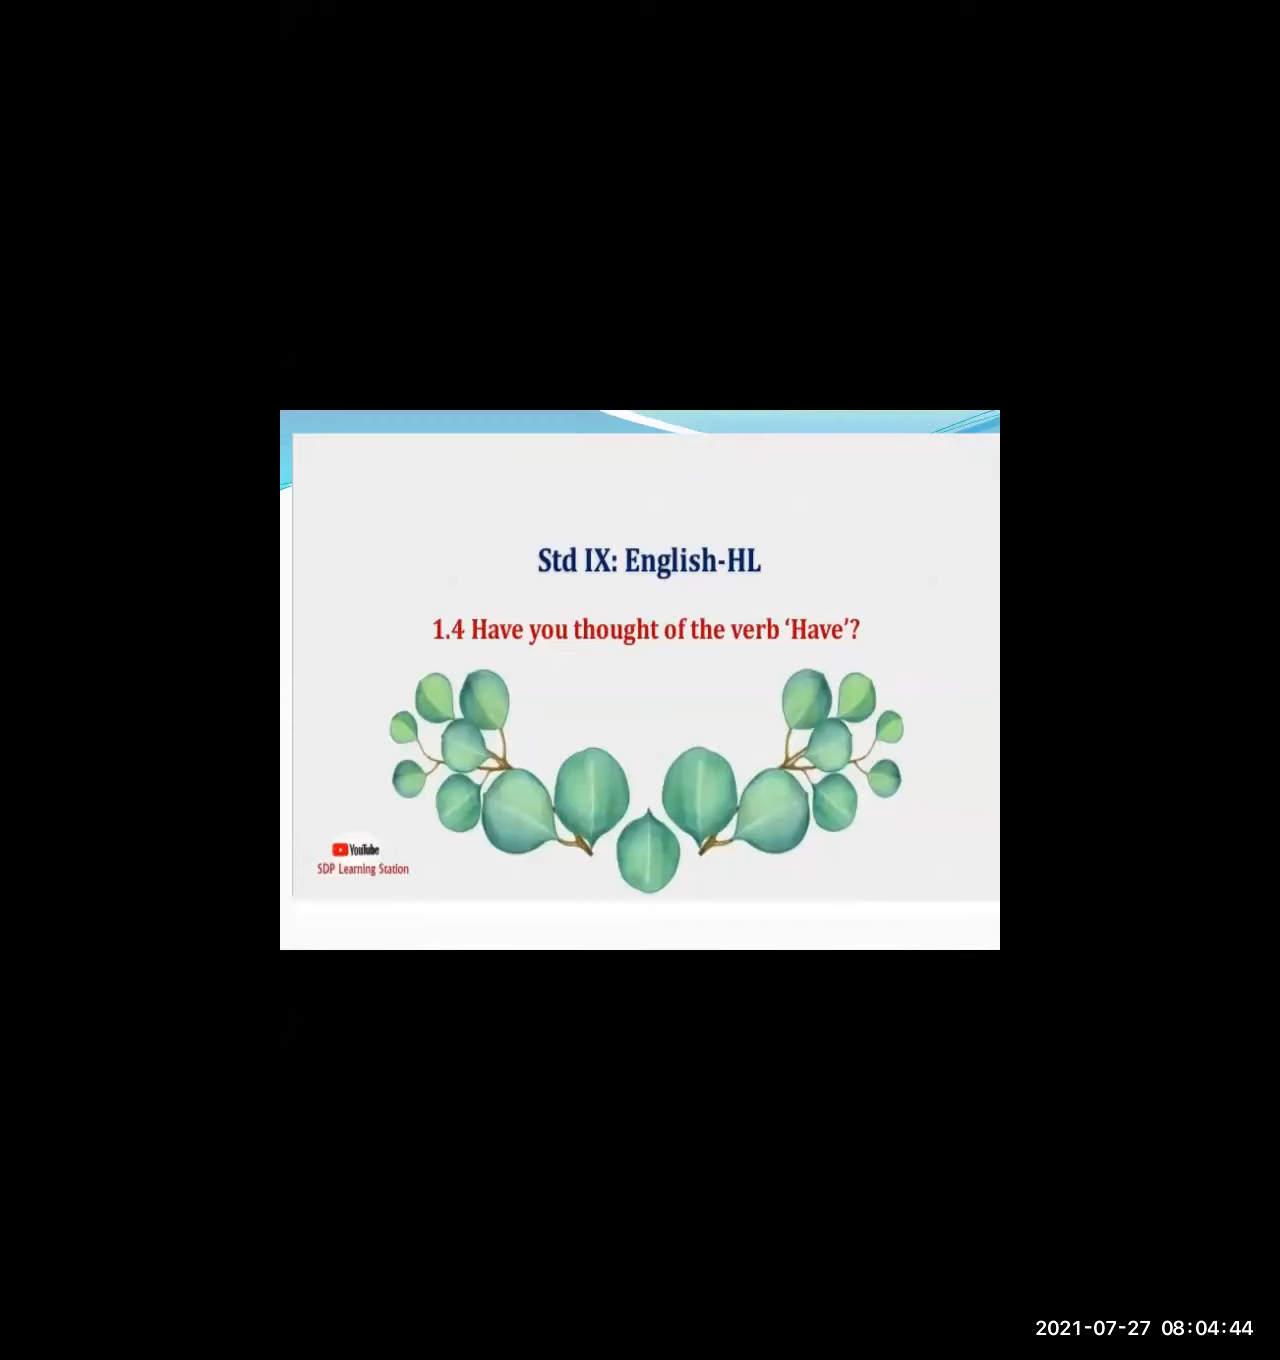 Std IX: English-HL
1.4 Have you thought of the verb ‘Have’?
YouTube
SDP Learning Station
2021-07-27 08:04:44